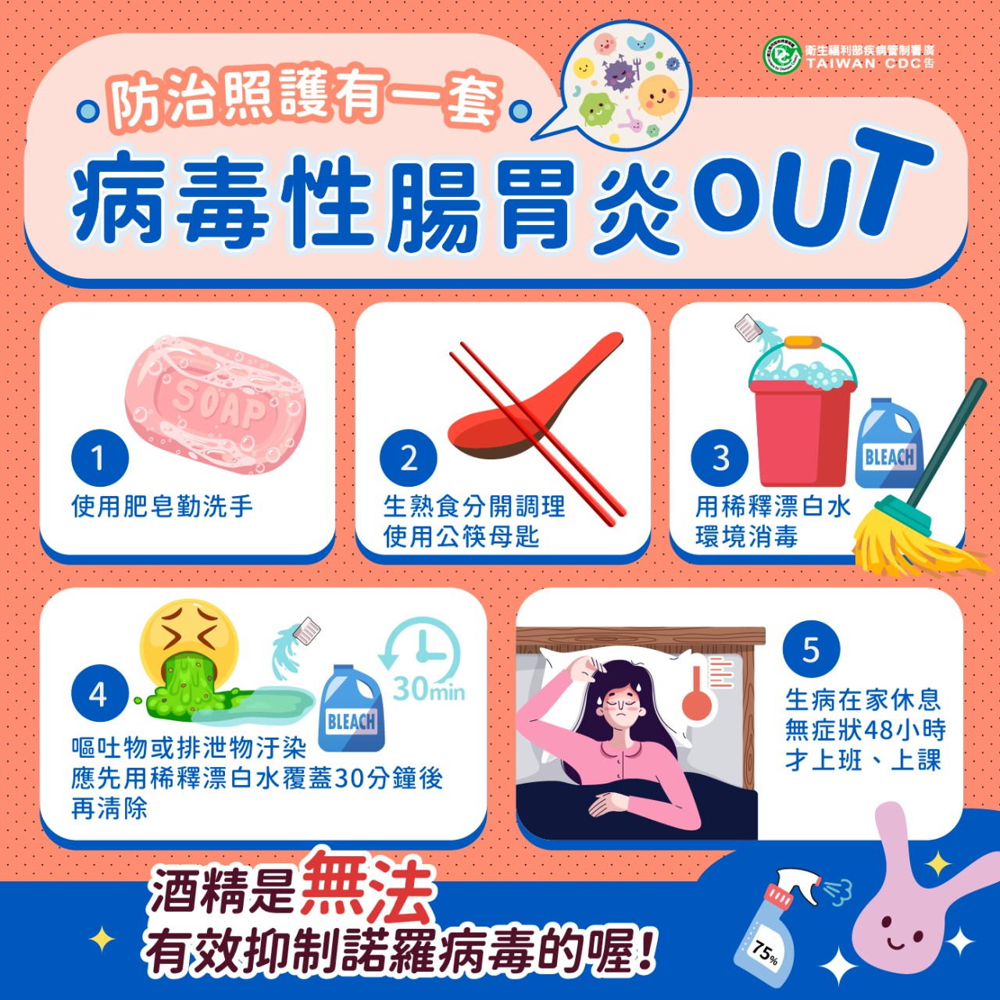 衛生福利部疾病管制署 廣告
TAIWAN CDC
防治照護有一套
病毒性腸胃炎OUT
SOAP
1
使用肥皂勤洗手
2
生熟食分開調理
使用公筷母匙
BLEACH
3
用稀釋漂白水
環境消毒
30min
BLEACH
4
嘔吐物或排泄物汙染
應先用稀釋漂白水覆蓋30分鐘後
再清除
5
生病在家休息
無症狀48小時
才上班、上課
酒精是無法
有效抑制諾羅病毒的喔!
75%